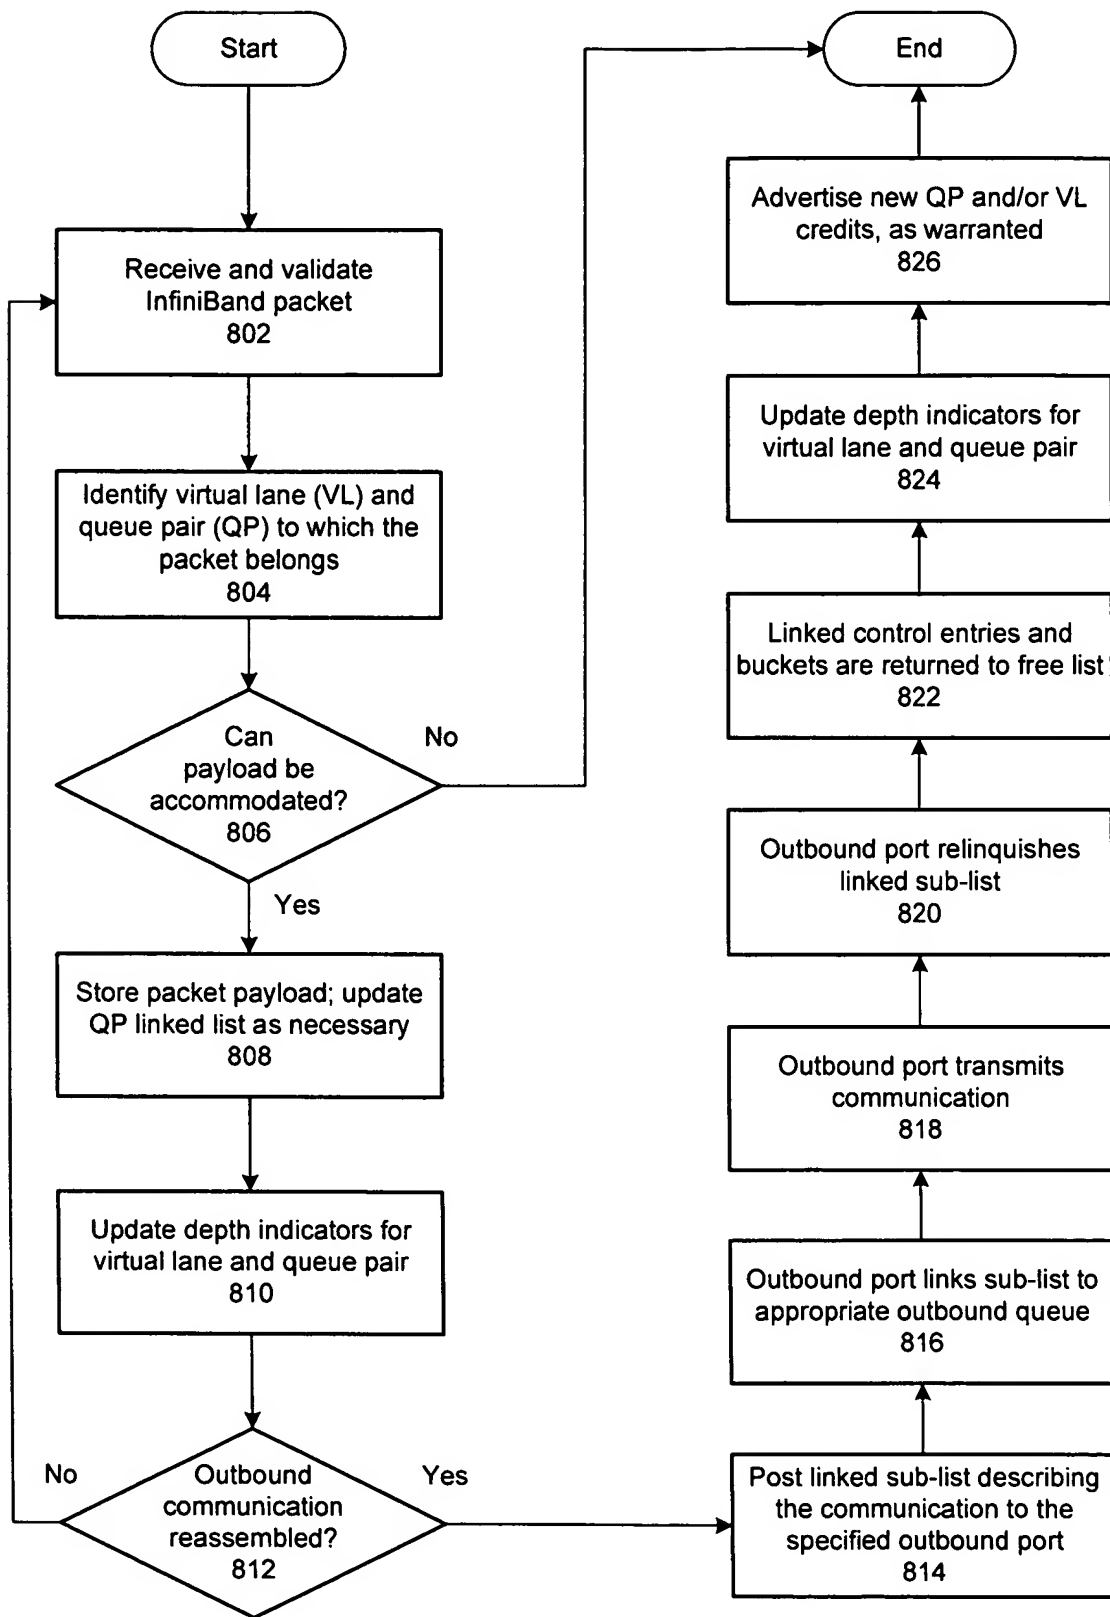 Start
Receive and validate
InfiniBand packet
802
Identify virtual lane (VL) and
queue pair (QP) to which the
packet belongs
804
Can
payload be
accommodated?
806
No
Yes
Store packet payload; update
QP linked list as necessary
808
Update depth indicators for
virtual lane and queue pair
810
Outbound
communication
reassembled?
812
No
Yes
Post linked sub-list describing
the communication to the
specified outbound port
814
Outbound port links sub-list to
appropriate outbound queue
816
Outbound port transmits
communication
818
Outbound port relinquishes
linked sub-list
820
Linked control entries and
buckets are returned to free list
822
Update depth indicators for
virtual lane and queue pair
824
Advertise new QP and/or VL
credits, as warranted
826
End